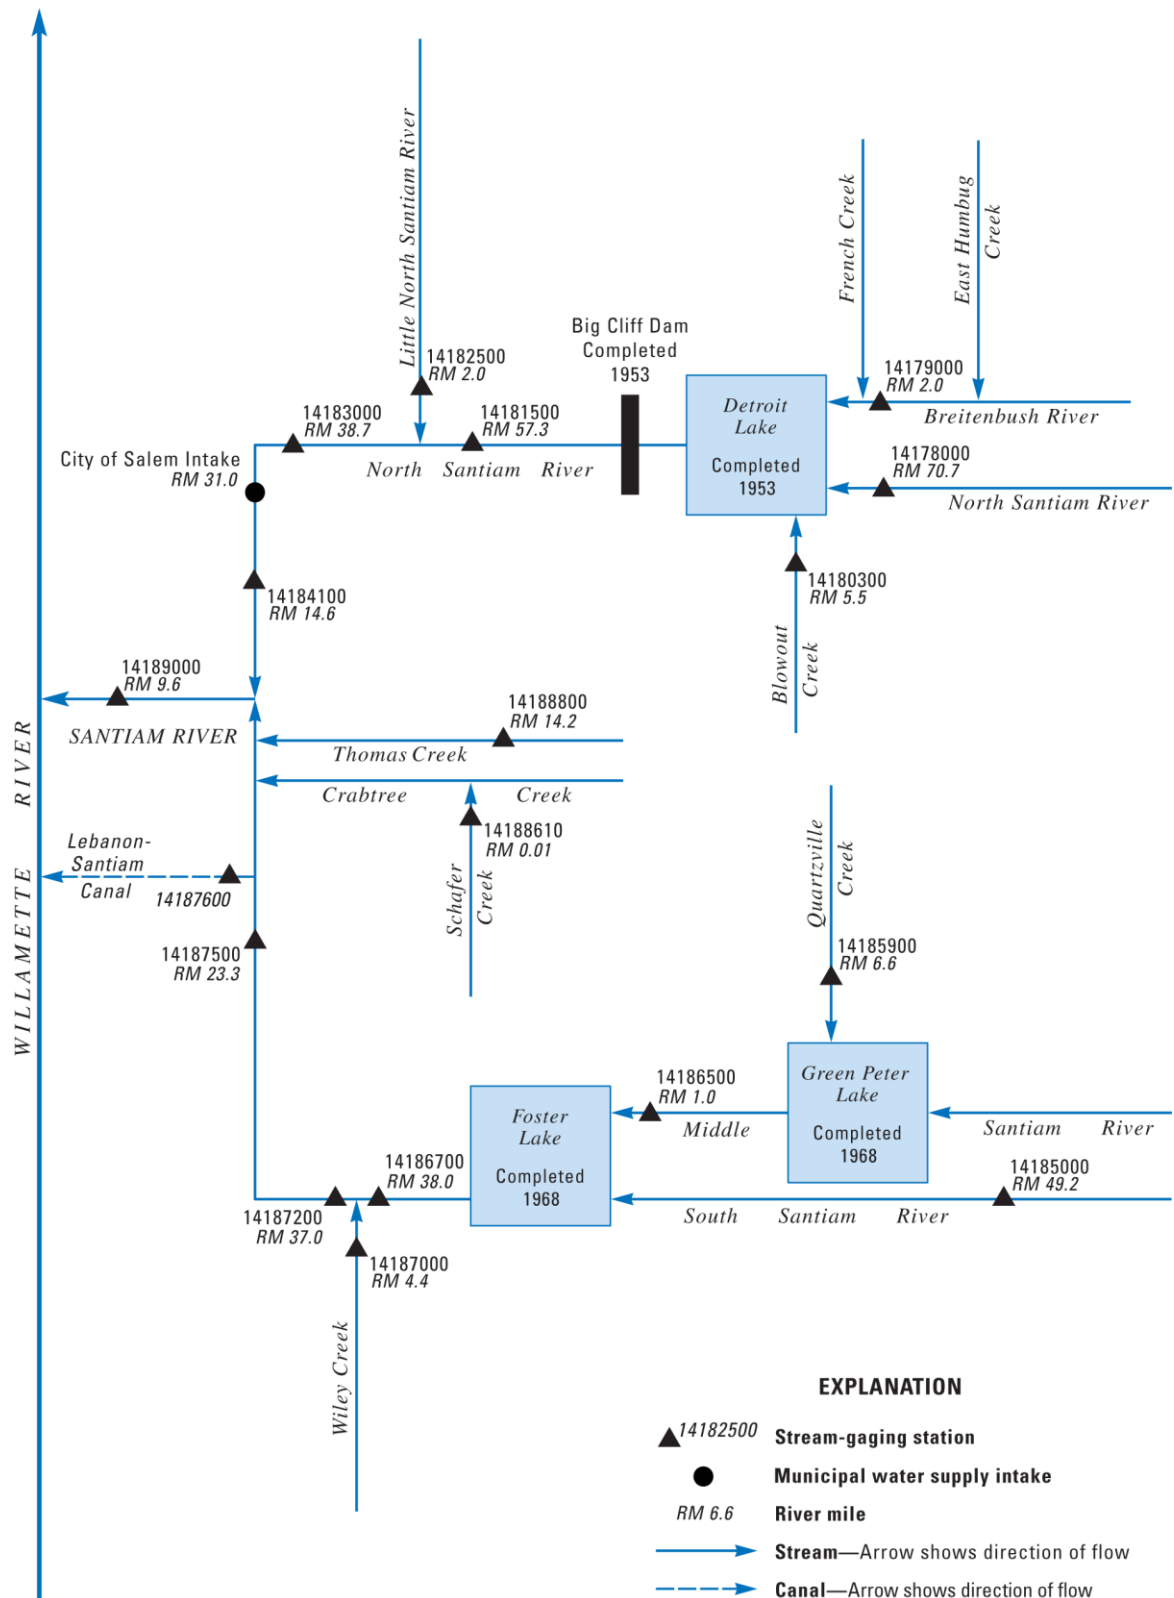 Little North Santiam River
French Creek
East Humbug
Creek
Big Cliff Dam
Completed
1953
14182500
RM 2.0
14179000
RM 2.0
Detroit
Lake
Completed
1953
Breitenbush River
14183000
RM 38.7
14181500
RM 57.3
City of Salem Intake
RM 31.0
North Santiam River
14178000
RM 70.7
North Santiam River
14184100
RM 14.6
14180300
RM 5.5
Blowout
Creek
14189000
RM 9.6
SANTIAM RIVER
14188800
RM 14.2
Thomas Creek
Crabtree Creek
WILLAMETTE RIVER
Lebanon-
Santiam
Canal
14187600
14188610
RM 0.01
Schafer
Creek
Quartzville
Creek
14187500
RM 23.3
14185900
RM 6.6
Green Peter
Lake
Completed
1968
14186500
RM 1.0
Middle
Santiam River
Foster
Lake
Completed
1968
14186700
RM 38.0
14185000
RM 49.2
South Santiam River
14187200
RM 37.0
14187000
RM 4.4
Wiley Creek
EXPLANATION
14182500 Stream-gaging station
Municipal water supply intake
RM 6.6 River mile
Stream—Arrow shows direction of flow
Canal—Arrow shows direction of flow